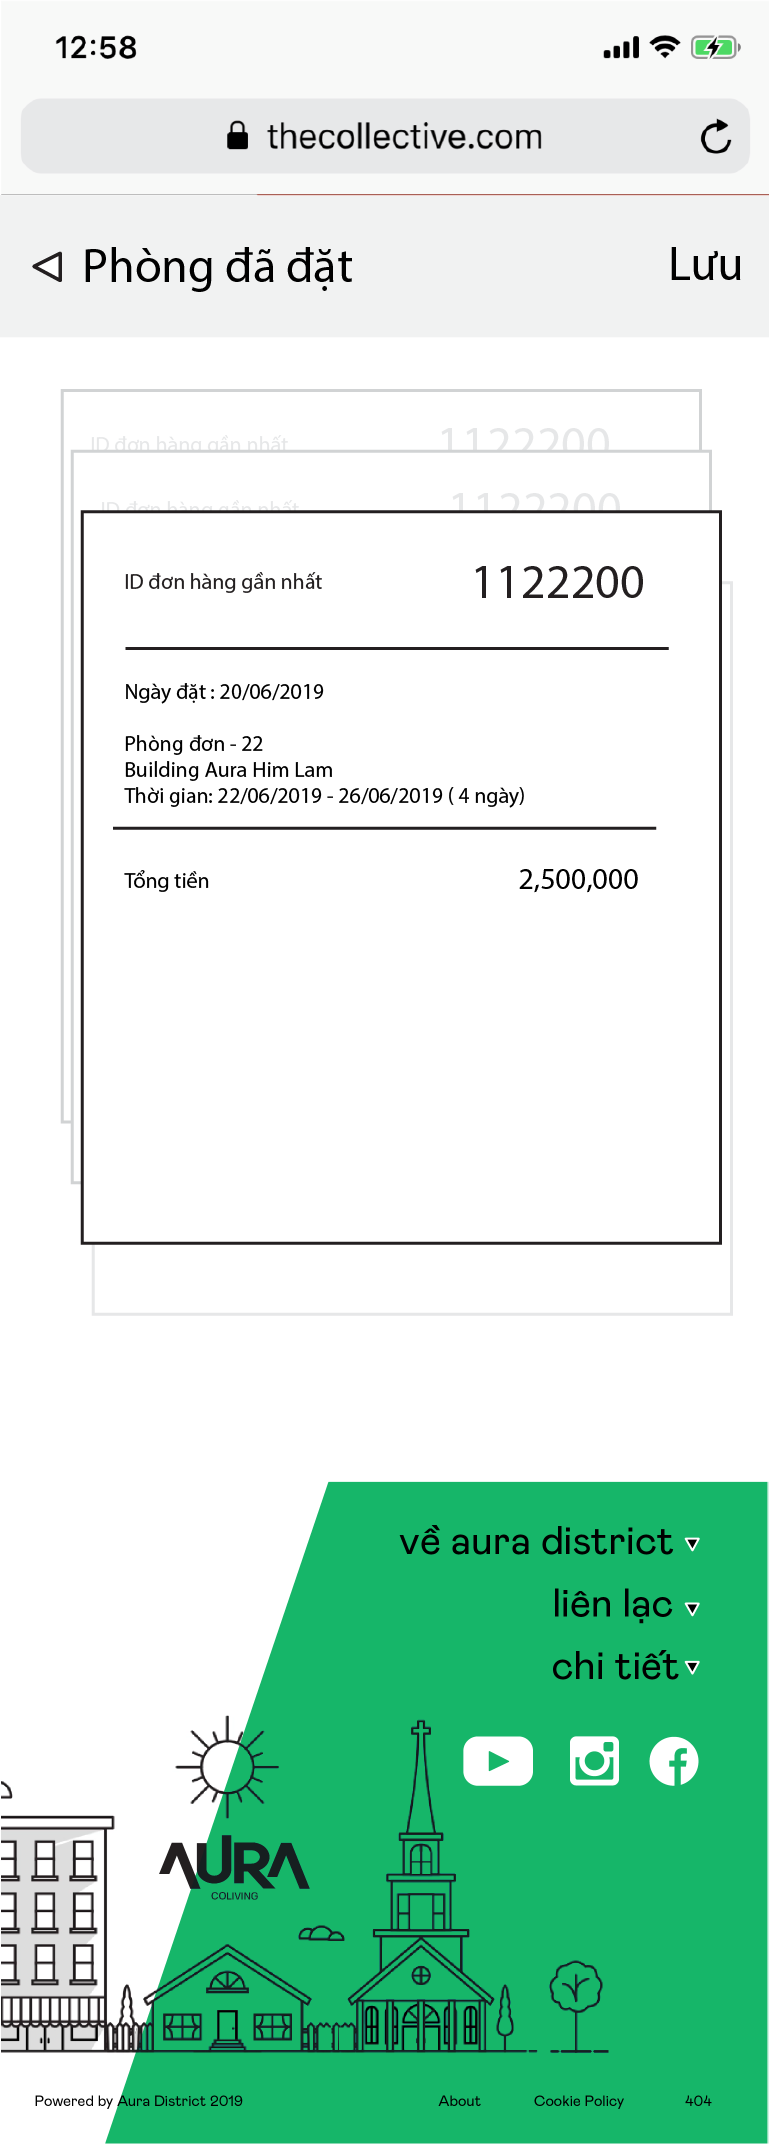 12:58
thecollective.com
Phòng đã đặt
Lưu
ID đơn hàng gần nhất 1122200
ID đơn hàng gần nhất 1122200
ID đơn hàng gần nhất 1122200
Ngày đặt : 20/06/2019
Phòng đơn - 22
Building Aura Him Lam
Thời gian: 22/06/2019 - 26/06/2019 ( 4 ngày)
Tổng tiền 2,500,000
về aura district
liên lạc
chi tiết
AURA
COLIVING
Powered by Aura District 2019 About Cookie Policy 404